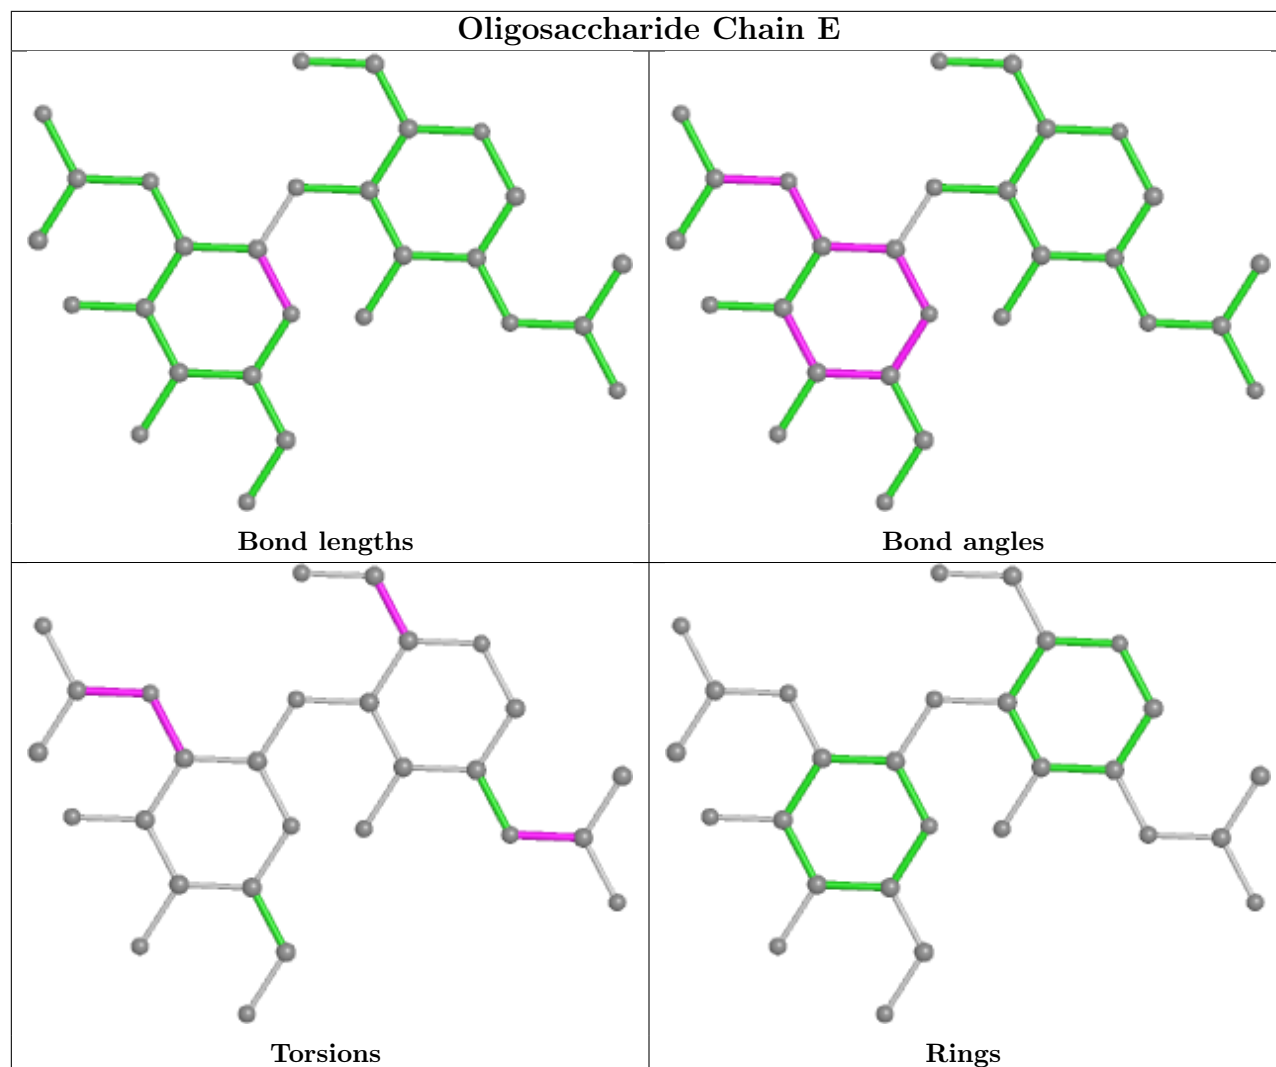 Oligosaccharide Chain E
Bond lengths
Bond angles
Torsions
Rings